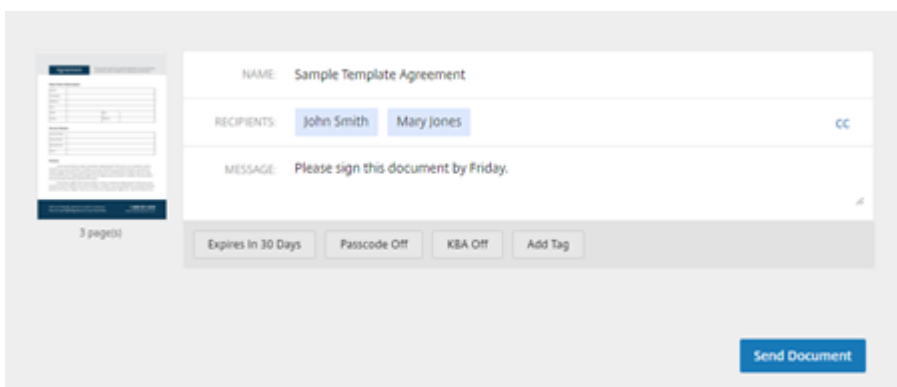 Agreement
NAME: Sample Template Agreement
RECIPIENTS: John Smith Mary Jones CC
MESSAGE: Please sign this document by Friday.
3 page(s)
Expires In 30 Days Passcode Off KBA Off Add Tag
Send Document